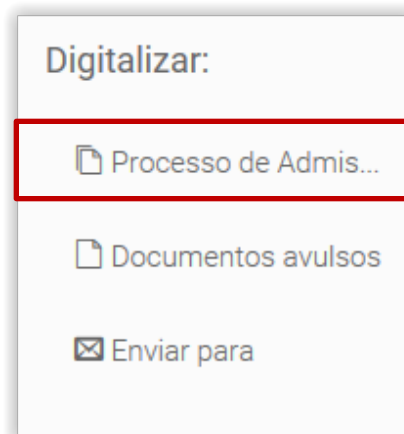 Digitalizar:
Processo de Admis...
Documentos avulsos
Enviar para